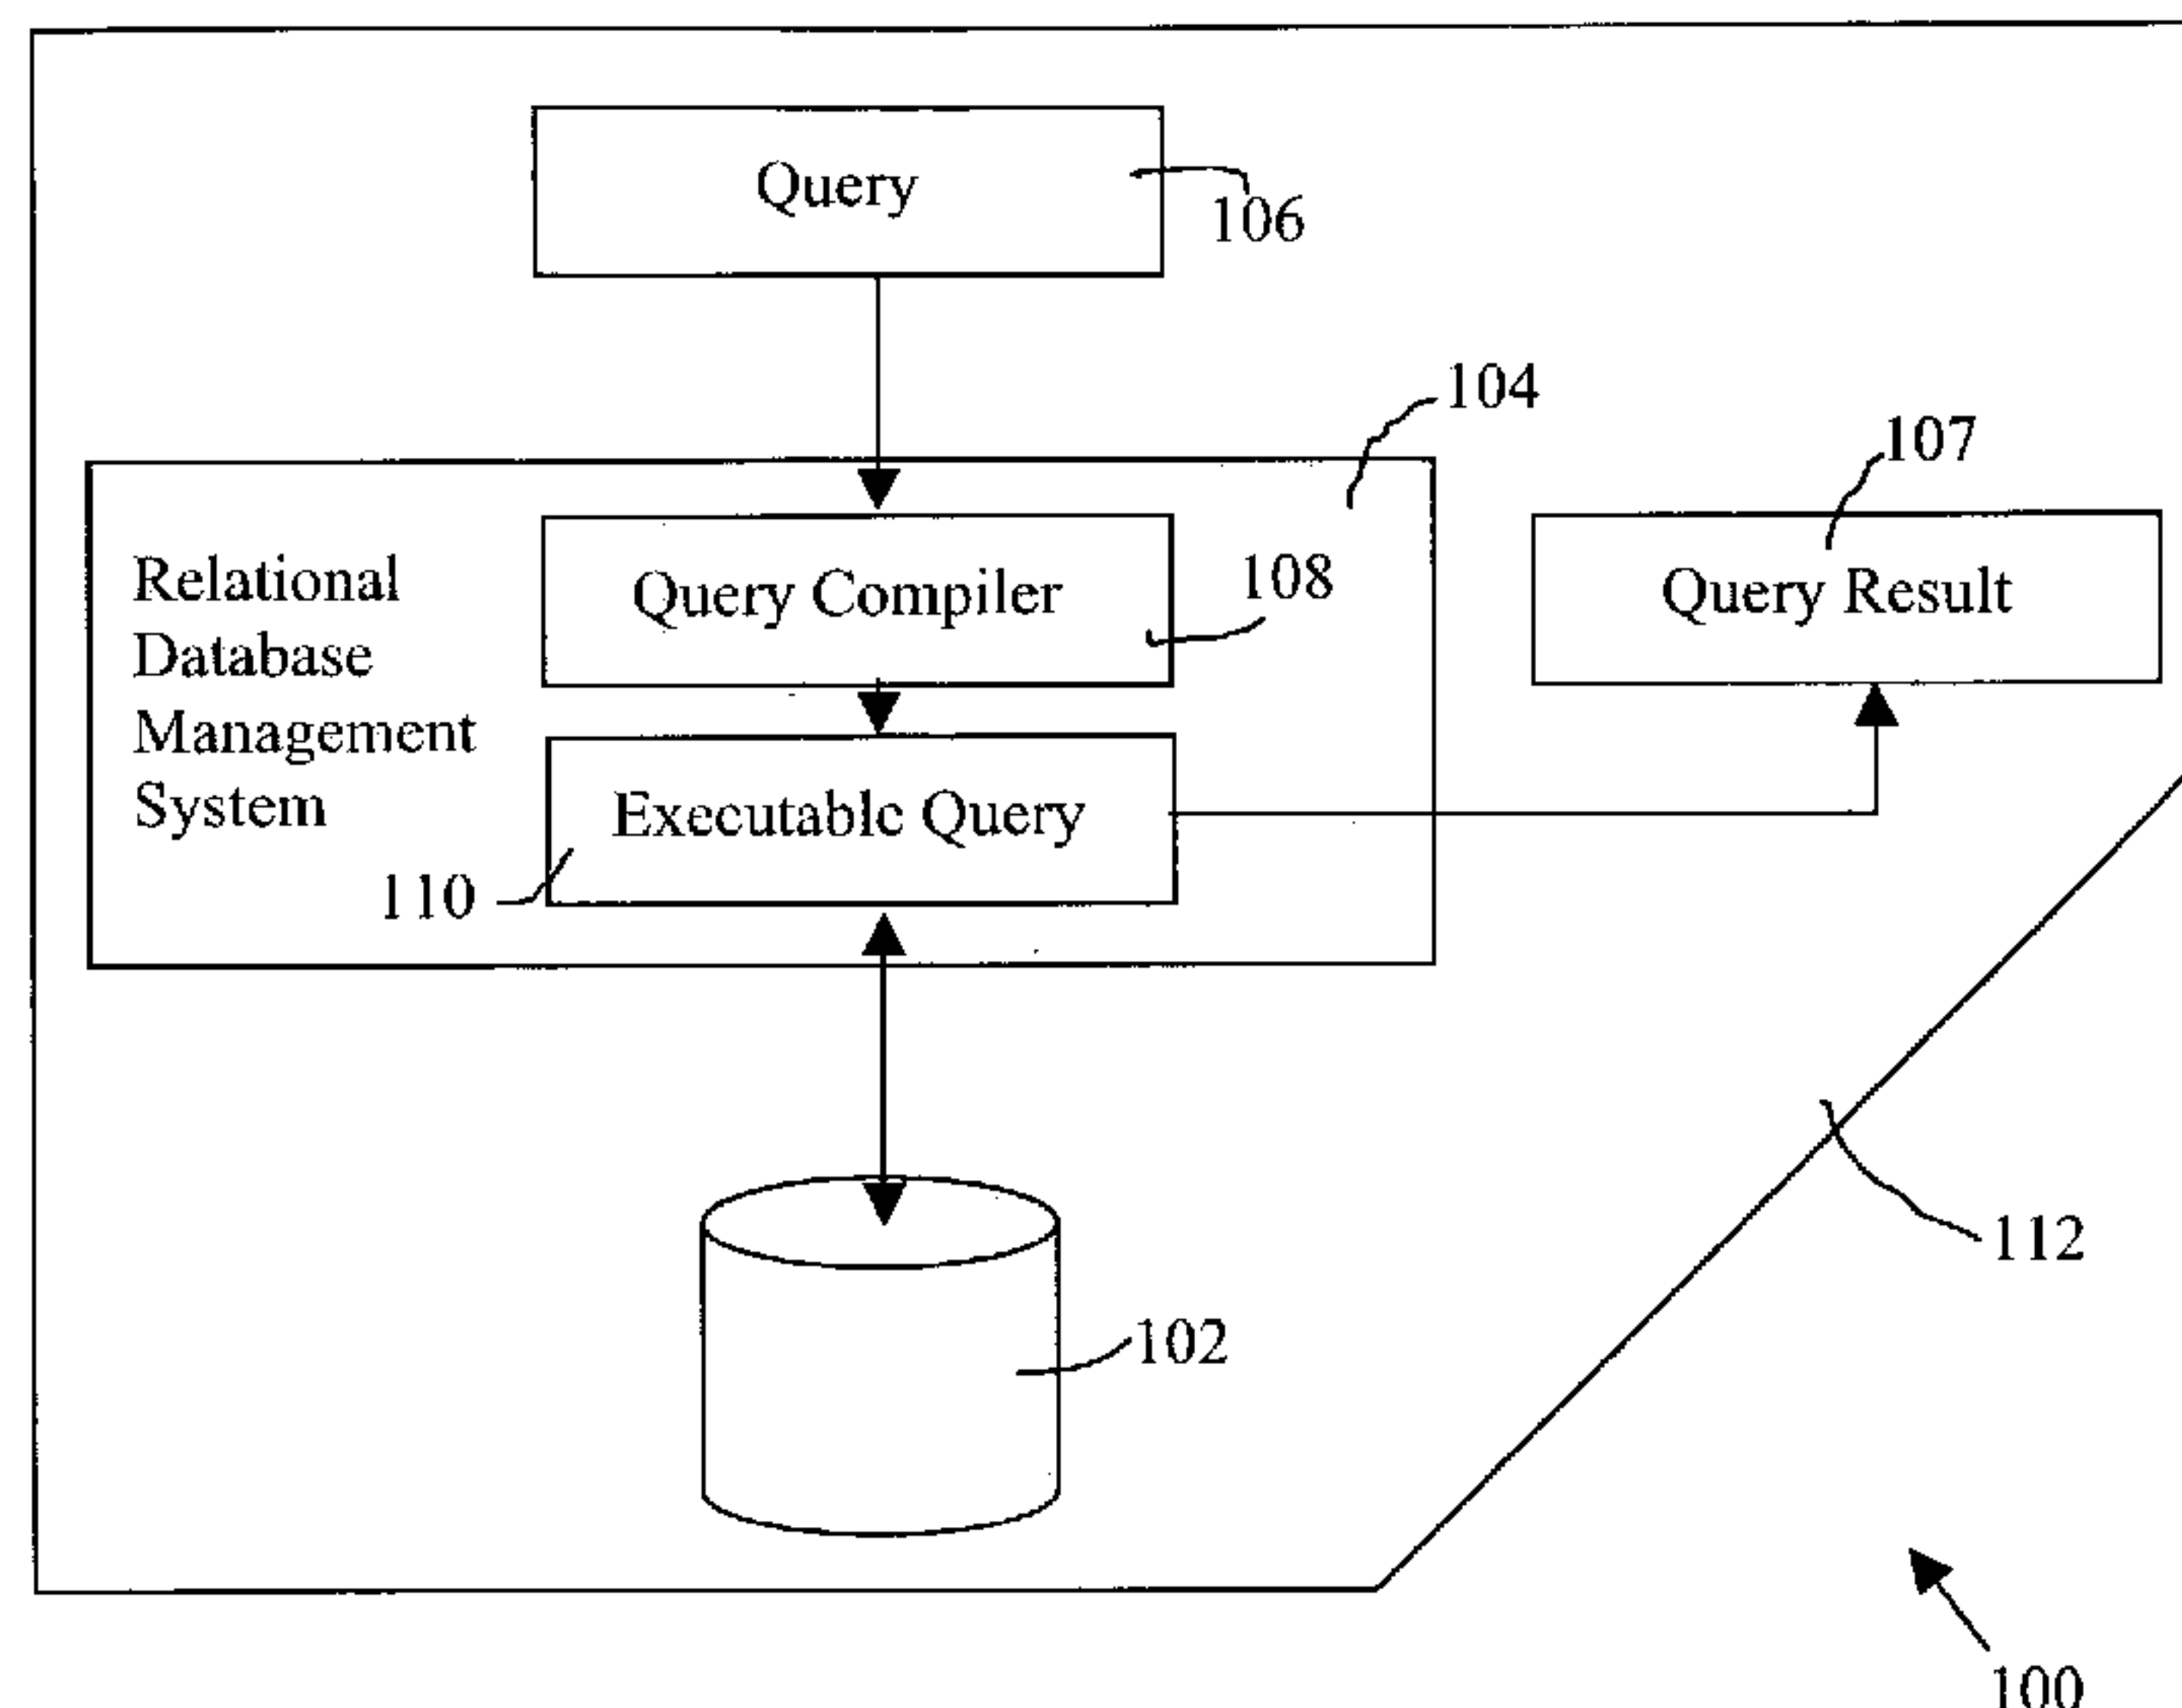 Query
106
104
107
Relational
Database
Management
System
Query Compiler
108
Query Result
Executable Query
110
102
112
100